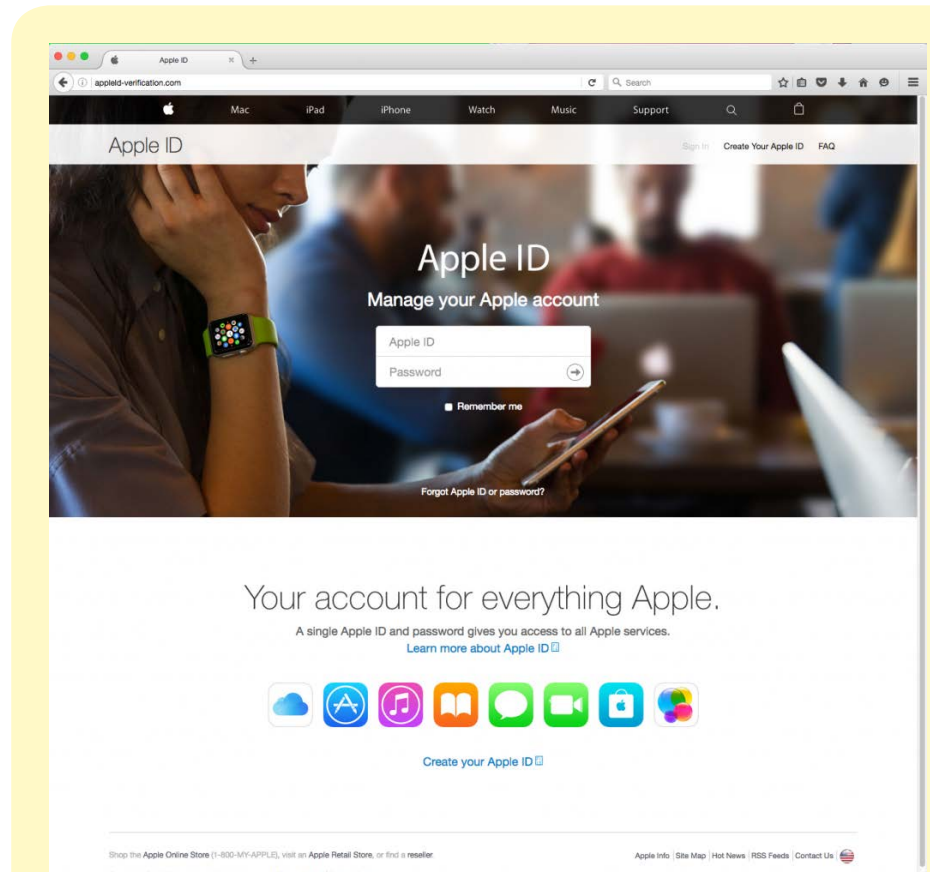 Apple ID
appleld-verification.com
Search
Mac iPad iPhone Watch Music Support
Apple ID
Sign In Create Your Apple ID FAQ
Apple ID
Manage your Apple account
Apple ID
Password
Remember me
Forgot Apple ID or password?
Your account for everything Apple.
A single Apple ID and password gives you access to all Apple services.
Learn more about Apple ID
Create your Apple ID
Shop the Apple Online Store (1-800-MY-APPLE), visit an Apple Retail Store, or find a reseller.
Apple Info | Site Map | Hot News | RSS Feeds | Contact Us